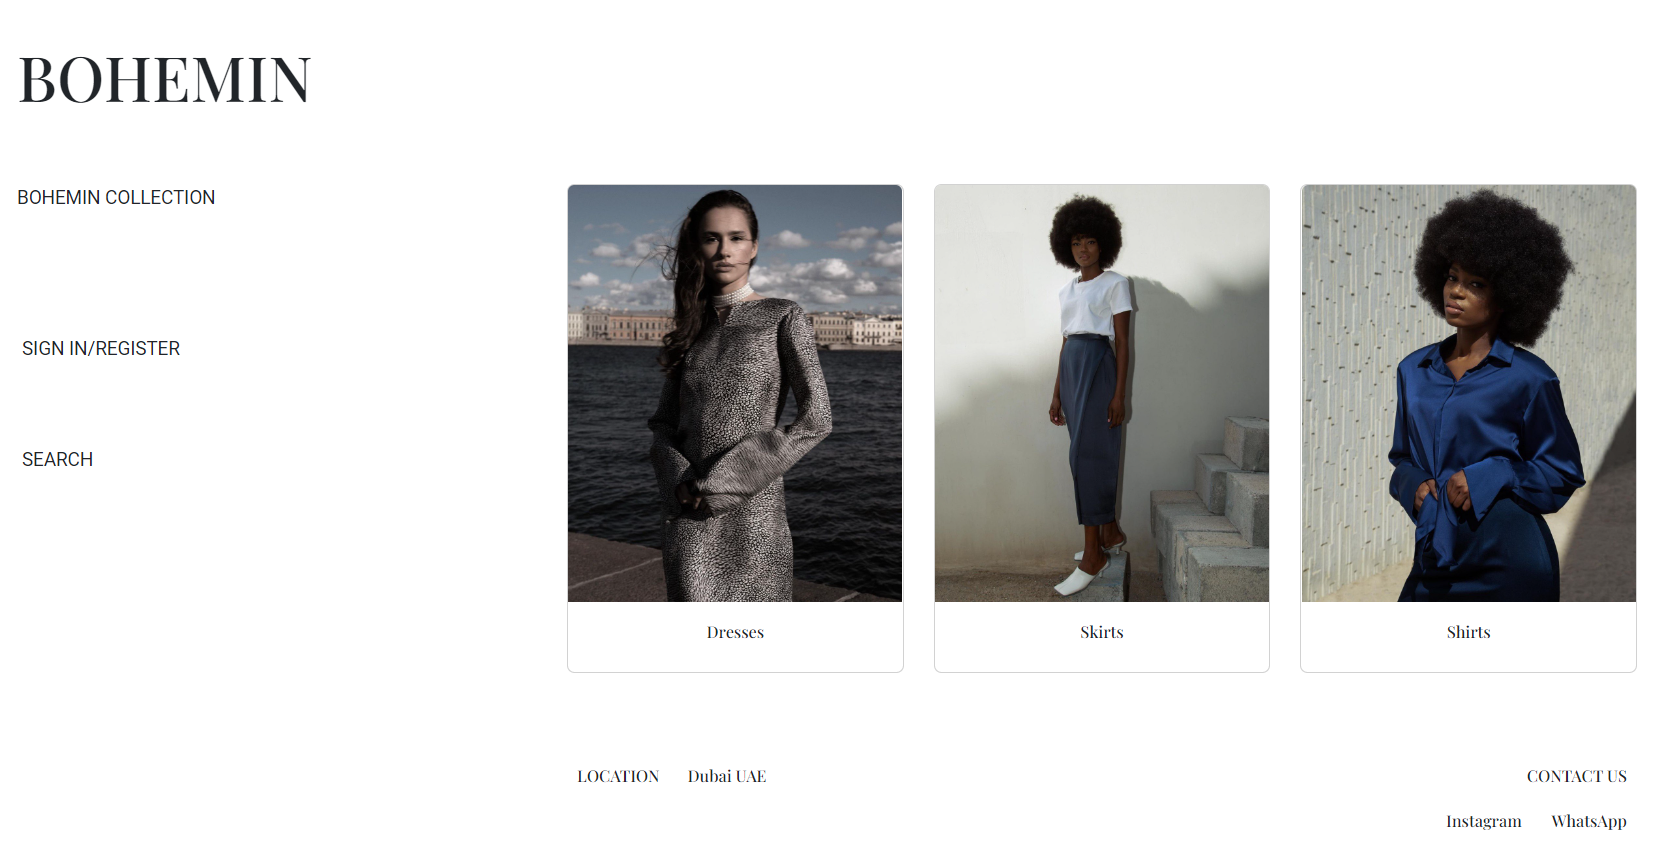 BOHEMIN
BOHEMIN COLLECTION
SIGN IN/REGISTER
SEARCH
Dresses
Skirts
Shirts
LOCATION Dubai UAE
CONTACT US
Instagram WhatsApp